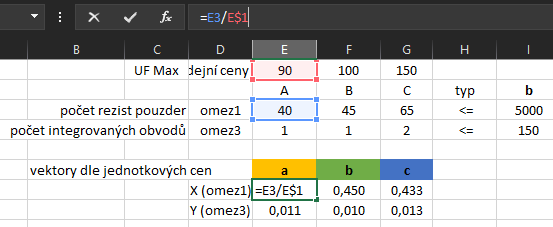 =E3/E$1
B C D E F G H I
UF Max dejní ceny 90 100 150
A B C typ b
počet rezist pouzder omez1 40 45 65 <= 5000
počet integrovaných obvodů omez3 1 1 2 <= 150
vektory dle jednotkových cen a b c
X (omez1) =E3/E$1 0,450 0,433
Y (omez3) 0,011 0,010 0,013